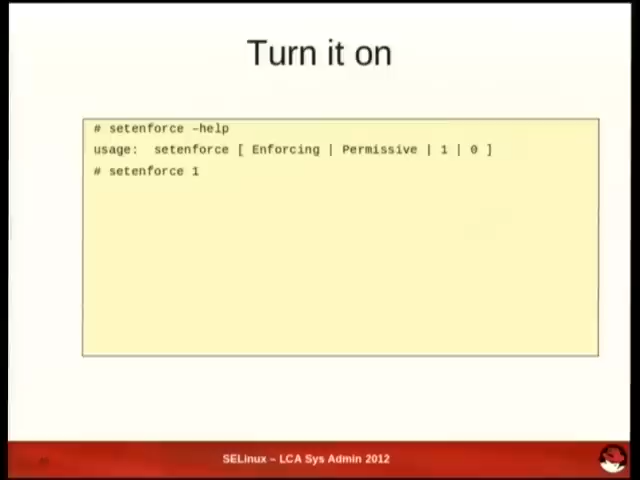 Turn it on
# setenforce –help
usage:  setenforce [ Enforcing | Permissive | 1 | 0 ]
# setenforce 1
SELinux – LCA Sys Admin 2012